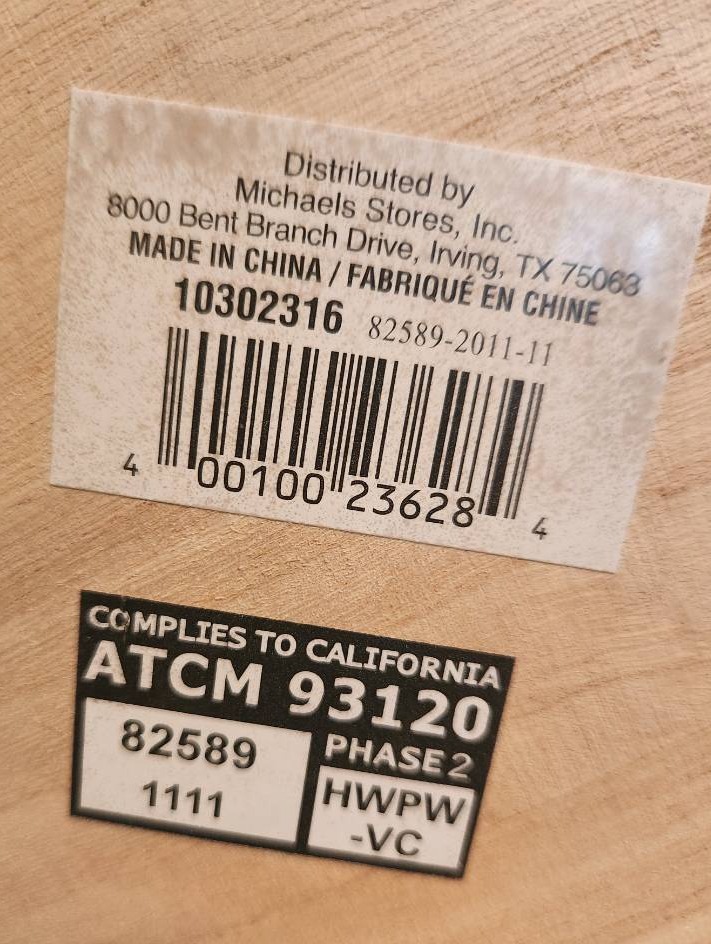 Distributed by
Michaels Stores, Inc.
8000 Bent Branch Drive, Irving, TX 75063
MADE IN CHINA / FABRIQUÉ EN CHINE
10302316 82589-2011-11
4 00100 23628 4
COMPLIES TO CALIFORNIA
ATCM 93120
82589
1111
PHASE 2
HWPW
-VC